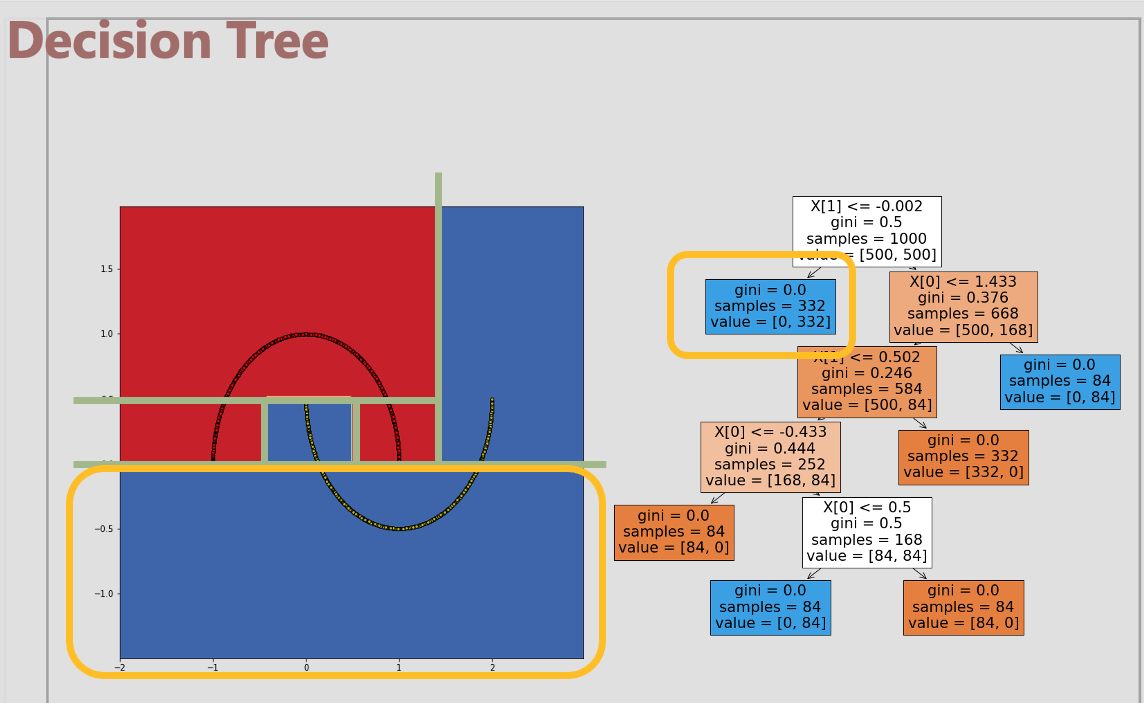 Decision Tree
1.5
1.0
−0.5
−1.0
−2
−1
0
1
2
X[1] <= -0.002
gini = 0.5
samples = 1000
value = [500, 500]
gini = 0.0
samples = 332
value = [0, 332]
X[0] <= 1.433
gini = 0.376
samples = 668
value = [500, 168]
X[1] <= 0.502
gini = 0.246
samples = 584
value = [500, 84]
gini = 0.0
samples = 84
value = [0, 84]
X[0] <= -0.433
gini = 0.444
samples = 252
value = [168, 84]
gini = 0.0
samples = 332
value = [332, 0]
gini = 0.0
samples = 84
value = [84, 0]
X[0] <= 0.5
gini = 0.5
samples = 168
value = [84, 84]
gini = 0.0
samples = 84
value = [0, 84]
gini = 0.0
samples = 84
value = [84, 0]